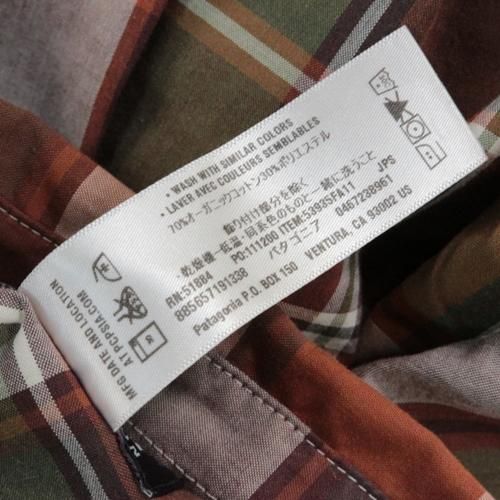 • WASH WITH SIMILAR COLORS
• LAVER AVEC COULEURS SEMBLABLES
70%オーガニックコットン30%ポリエステル
飾り付け部分を除く
・乾燥機・低温・同系色のものと一緒に洗うこと
RN:51884 PO:111200 ITEM:53935FA11 JPS
885657191338 パタゴニア 0467238961
Patagonia P.O. BOX 150 VENTURA, CA 93002 US
MFG DATE AND LOCATION
AT PCPSIA.COM